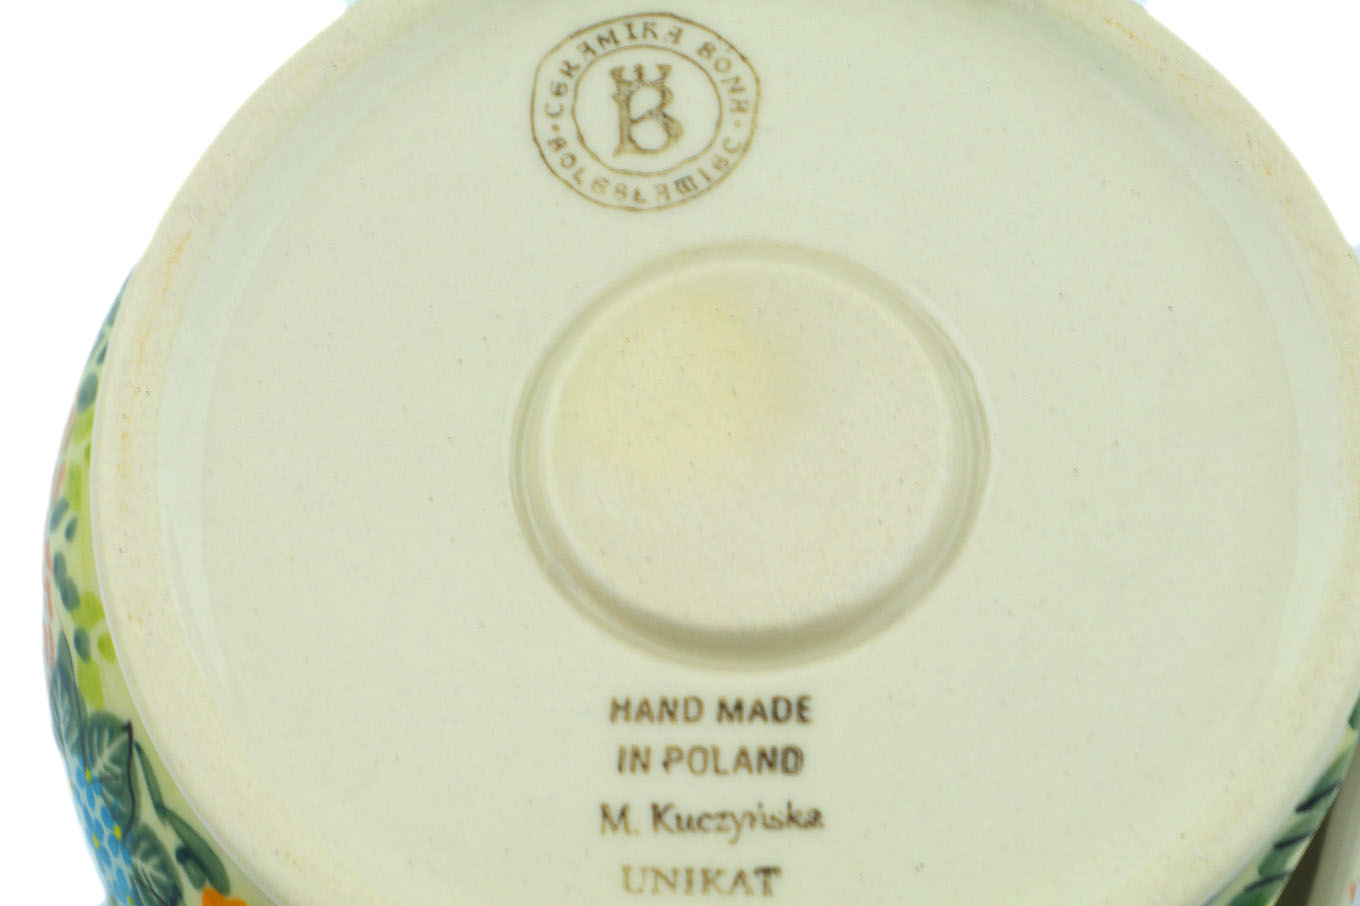 CERAMIKA BONA
· BOLESŁAWIEC ·
B
HAND MADE
IN POLAND
M. Kuczyńska
UNIKAT